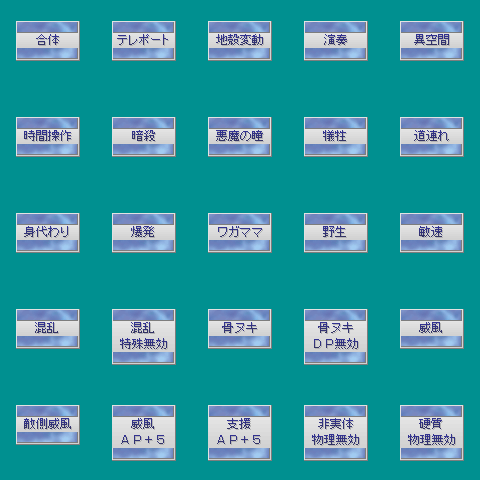 合体
テレポート
地殻変動
演奏
異空間
時間操作
暗殺
悪魔の瞳
犠牲
道連れ
身代わり
爆発
ワガママ
野生
敏速
混乱
混乱
特殊無効
骨ヌキ
骨ヌキ
ＤＰ無効
威風
敵側威風
威風
ＡＰ＋５
支援
ＡＰ＋５
非実体
物理無効
硬質
物理無効